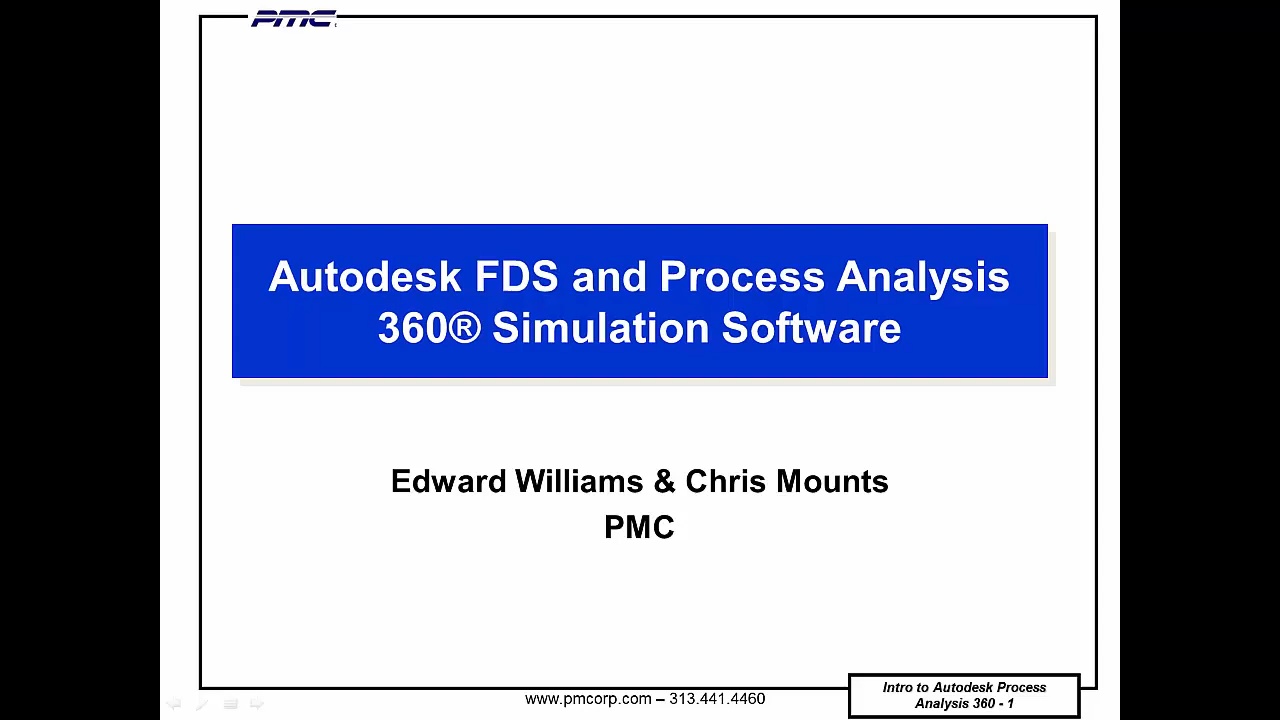 PMC
Autodesk FDS and Process Analysis
360® Simulation Software
Edward Williams & Chris Mounts
PMC
www.pmcorp.com – 313.441.4460
Intro to Autodesk Process
Analysis 360 - 1